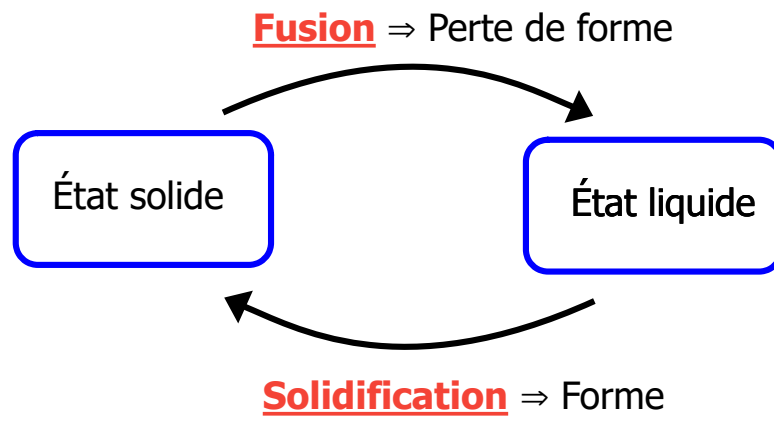 Fusion ⇒ Perte de forme
État solide
État liquide
Solidification ⇒ Forme